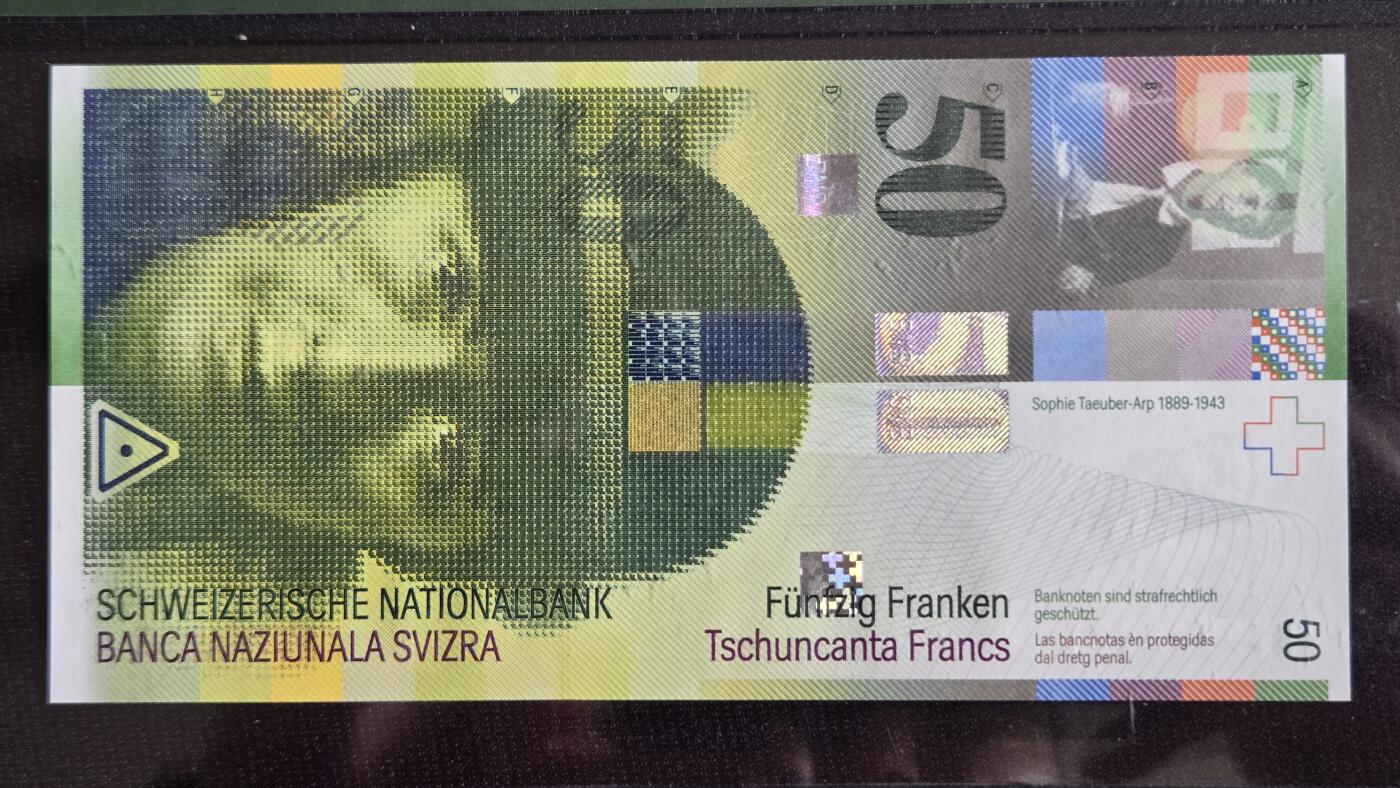 H
G
F
E
D
C
B
A
50
Sophie Taeuber-Arp 1889-1943
SCHWEIZERISCHE NATIONALBANK
BANCA NAZIUNALA SVIZRA
Fünfzig Franken
Tschuncanta Francs
Banknoten sind strafrechtlich
geschützt.
Las bancnotas èn protegidas
dal dretg penal.
50